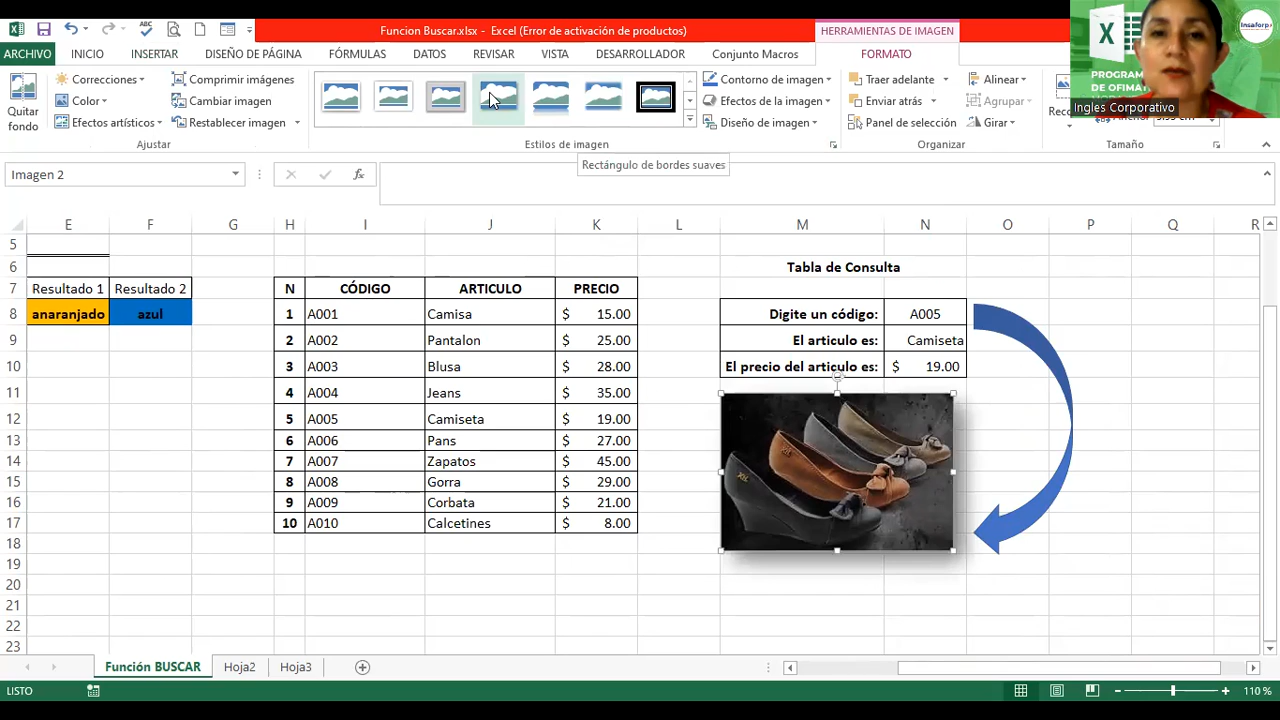 Funcion Buscar.xlsx - Excel (Error de activación de productos)
HERRAMIENTAS DE IMAGEN
ARCHIVO INICIO INSERTAR DISEÑO DE PÁGINA FÓRMULAS DATOS REVISAR VISTA DESARROLLADOR Conjunto Macros FORMATO
Insaforp
PROGRAM
DE OFIMAT
Ingles Corporativo
Quitar fondo
Correcciones
Color
Efectos artísticos
Comprimir imágenes
Cambiar imagen
Restablecer imagen
Contorno de imagen
Efectos de la imagen
Diseño de imagen
Traer adelante
Enviar atrás
Panel de selección
Alinear
Agrupar
Girar
Ajustar Estilos de imagen Organizar Tamaño
Rectángulo de bordes suaves
Imagen 2
fx
E F G H I J K L M N O P Q R
5
6 Tabla de Consulta
7 Resultado 1 Resultado 2 N CÓDIGO ARTICULO PRECIO
8 anaranjado azul 1 A001 Camisa $ 15.00 Digite un código: A005
9 2 A002 Pantalon $ 25.00 El articulo es: Camiseta
10 3 A003 Blusa $ 28.00 El precio del articulo es: $ 19.00
11 4 A004 Jeans $ 35.00
12 5 A005 Camiseta $ 19.00
13 6 A006 Pans $ 27.00
14 7 A007 Zapatos $ 45.00
15 8 A008 Gorra $ 29.00
16 9 A009 Corbata $ 21.00
17 10 A010 Calcetines $ 8.00
18
19
20
21
22
23
Función BUSCAR Hoja2 Hoja3
LISTO 110 %